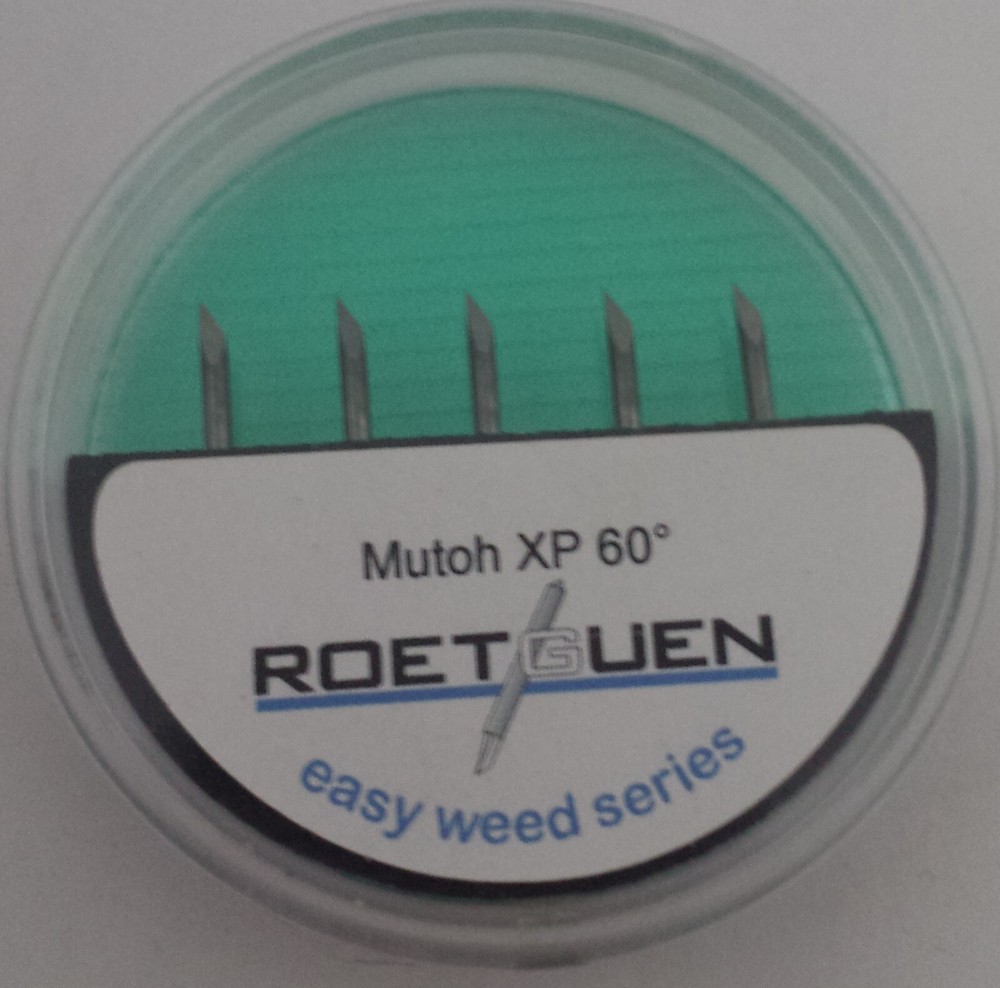 Mutoh XP 60°
ROETGUEN
easy weed series